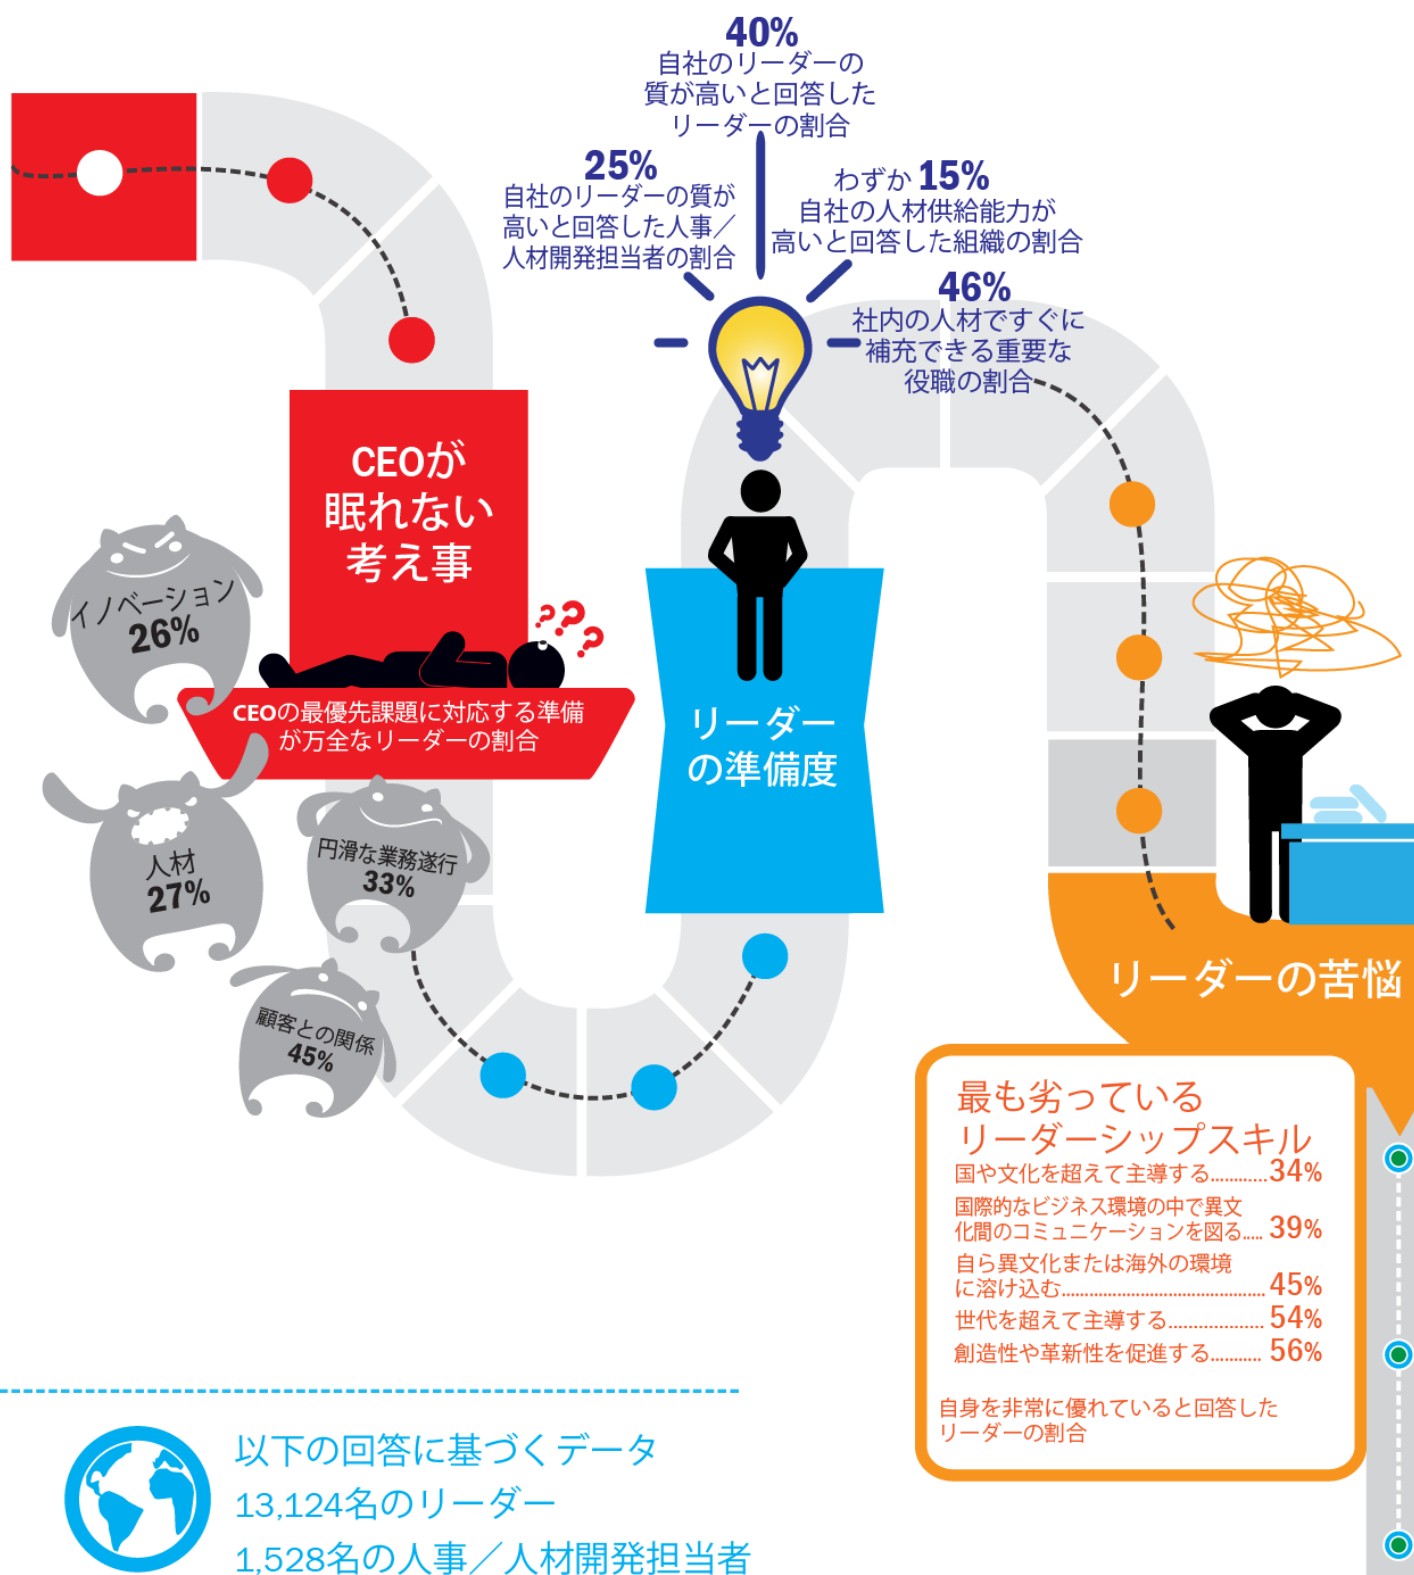 40%
自社のリーダーの
質が高いと回答した
リーダーの割合
25%
自社のリーダーの質が
高いと回答した人事／
人材開発担当者の割合
わずか 15%
自社の人材供給能力が
高いと回答した組織の割合
46%
社内の人材ですぐに
補充できる重要な
役職の割合
CEOが
眠れない
考え事
???
イノベーション
26%
CEOの最優先課題に対応する準備
が万全なリーダーの割合
人材
27%
円滑な業務遂行
33%
顧客との関係
45%
リーダー
の準備度
リーダーの苦悩
最も劣っている
リーダーシップスキル
国や文化を超えて主導する............34%
国際的なビジネス環境の中で異文
化間のコミュニケーションを図る..... 39%
自ら異文化または海外の環境
に溶け込む............................................ 45%
世代を超えて主導する..................... 54%
創造性や革新性を促進する........... 56%
自身を非常に優れていると回答した
リーダーの割合
以下の回答に基づくデータ
13,124名のリーダー
1,528名の人事／人材開発担当者